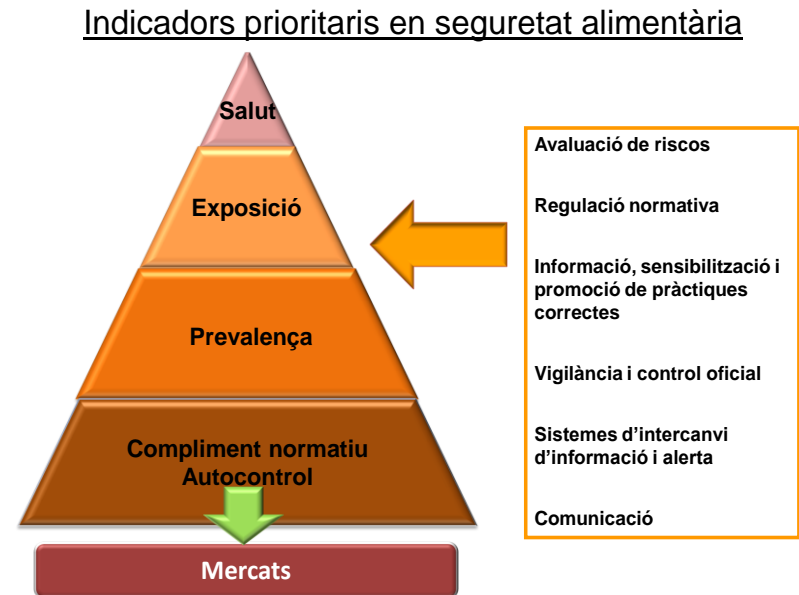 Indicadors prioritaris en seguretat alimentària
Salut
Exposició
Prevalença
Compliment normatiu
Autocontrol
Mercats
Avaluació de riscos
Regulació normativa
Informació, sensibilització i
promoció de pràctiques
correctes
Vigilància i control oficial
Sistemes d'intercanvi
d'informació i alerta
Comunicació